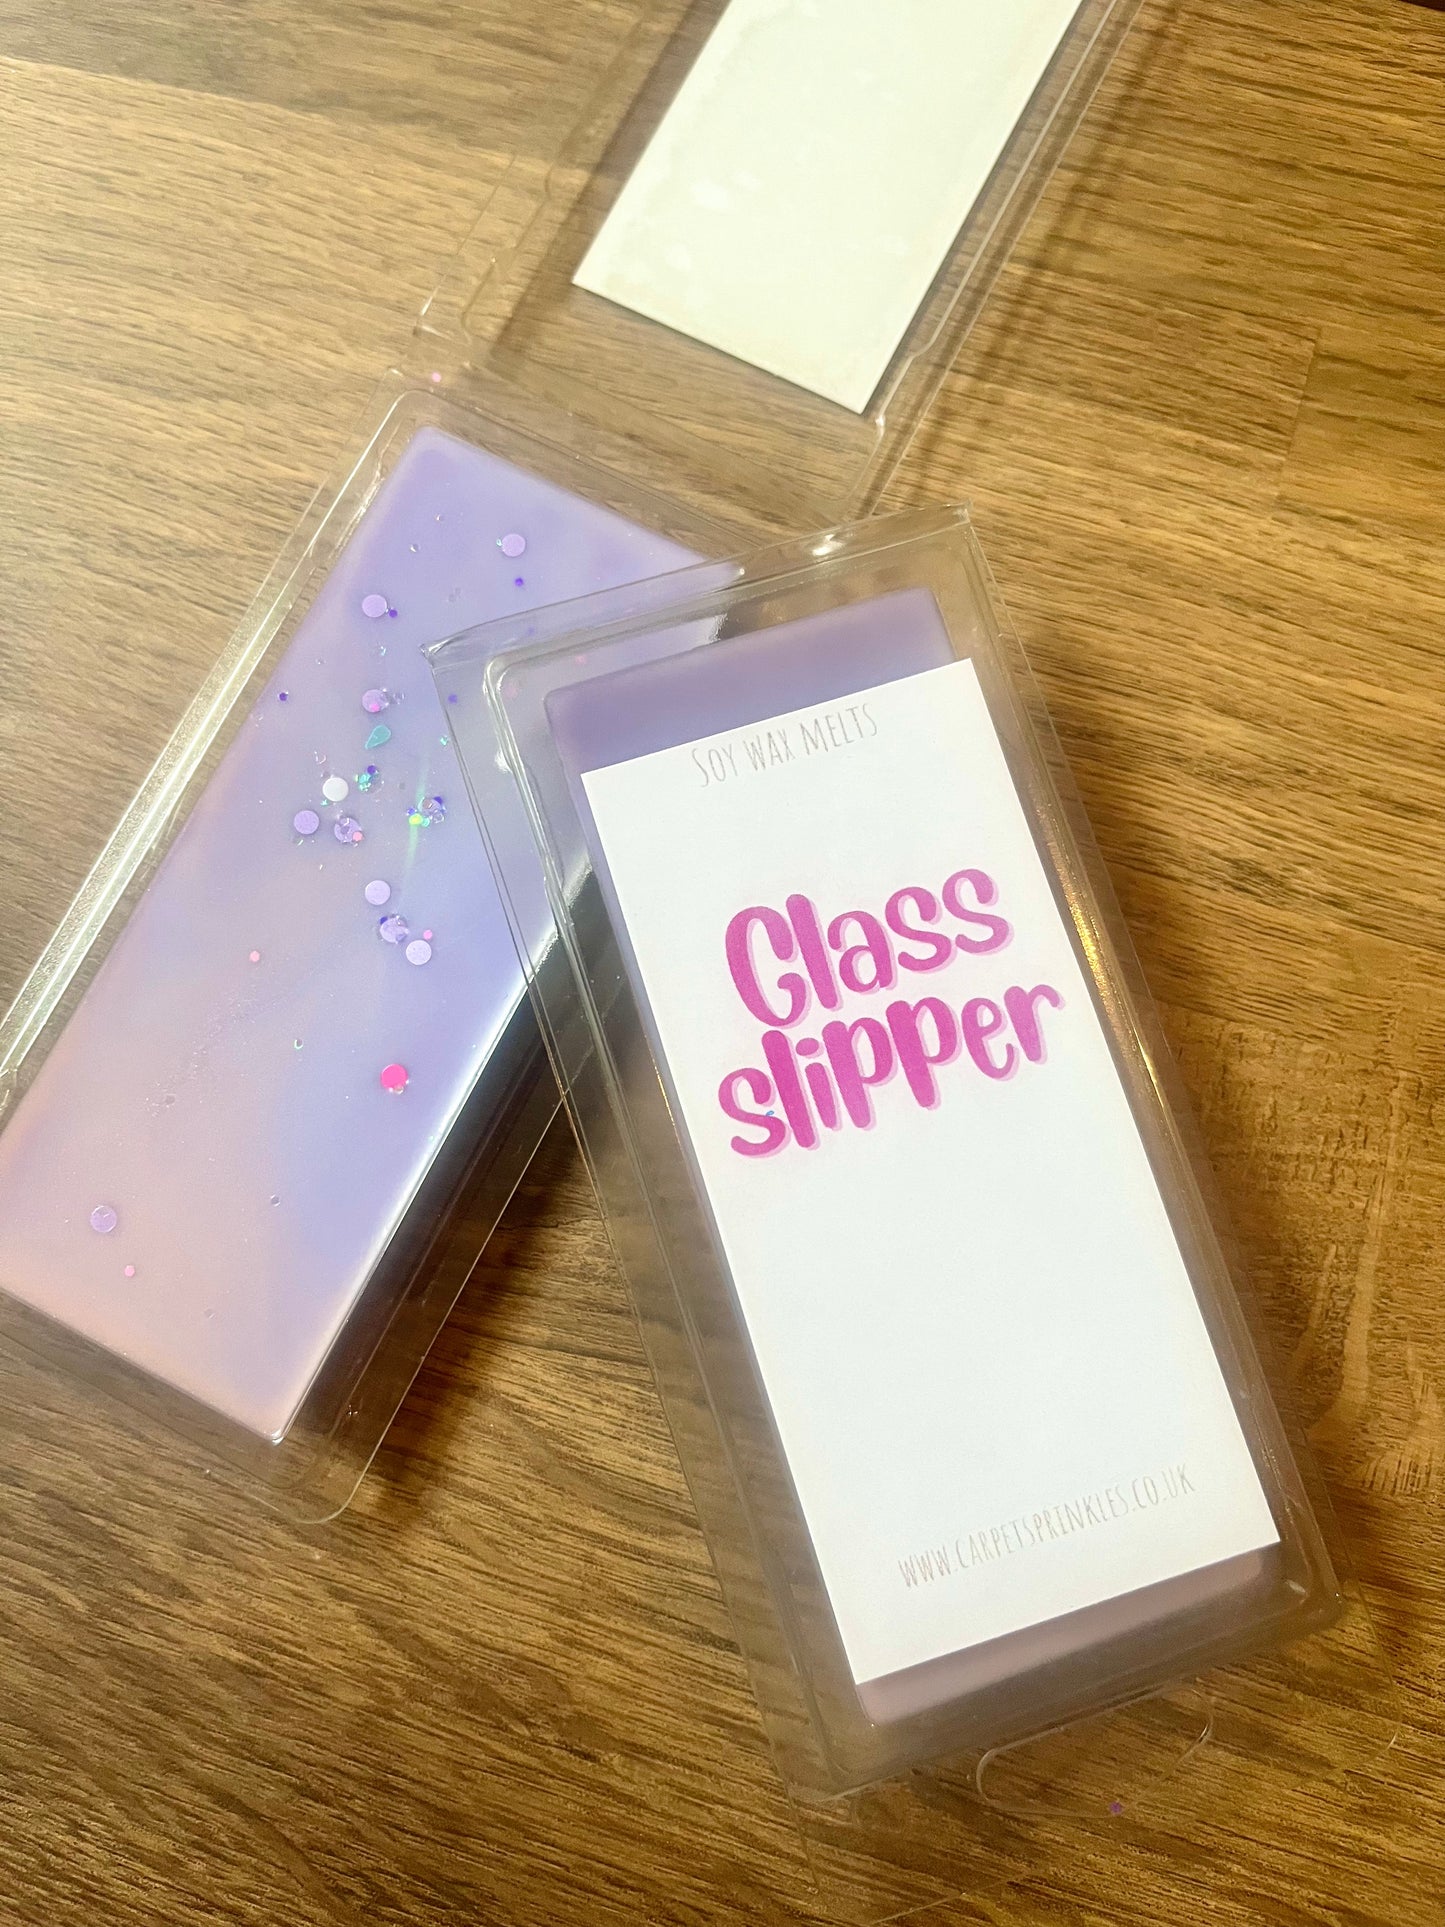 SOY WAX MELTS
Glass
slipper
WWW.CARPETSPRINKLES.CO.UK